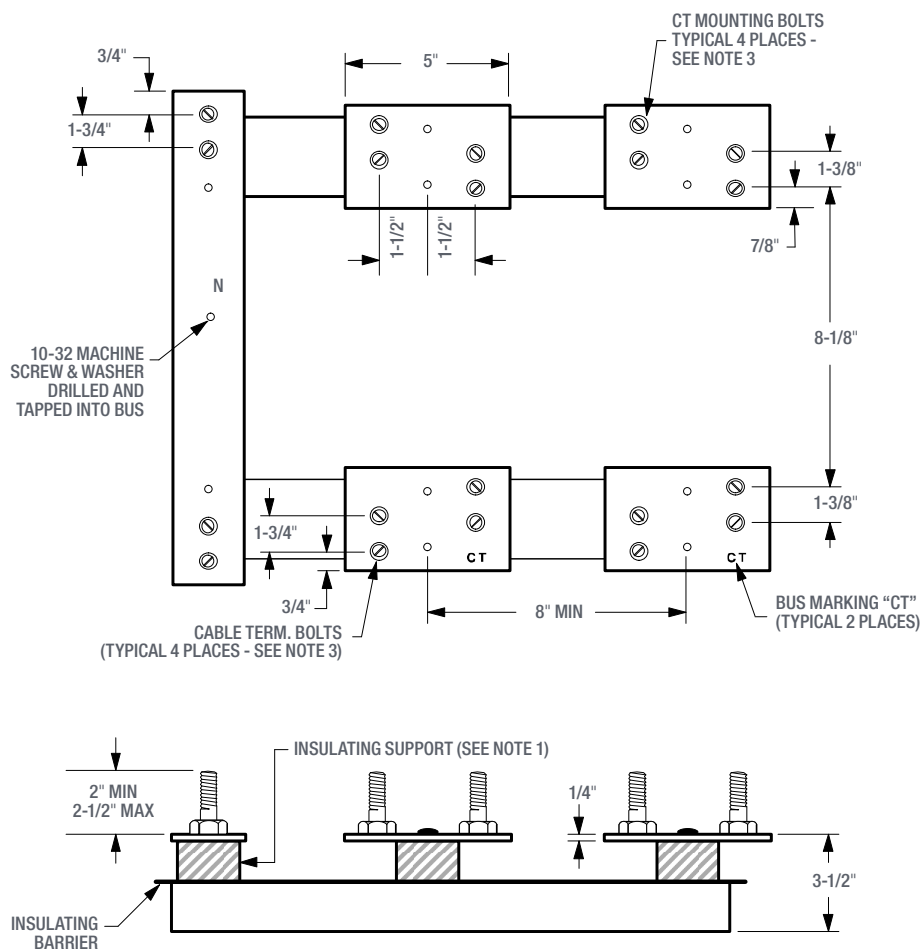 CT MOUNTING BOLTS
TYPICAL 4 PLACES -
SEE NOTE 3
3/4"
5"
1-3/4"
1-3/8"
7/8"
1-1/2"
1-1/2"
N
8-1/8"
10-32 MACHINE
SCREW & WASHER
DRILLED AND
TAPPED INTO BUS
1-3/4"
1-3/8"
CT
CT
3/4"
8" MIN
CABLE TERM. BOLTS
(TYPICAL 4 PLACES - SEE NOTE 3)
BUS MARKING “CT”
(TYPICAL 2 PLACES)
INSULATING SUPPORT (SEE NOTE 1)
2" MIN
2-1/2" MAX
1/4"
3-1/2"
INSULATING
BARRIER